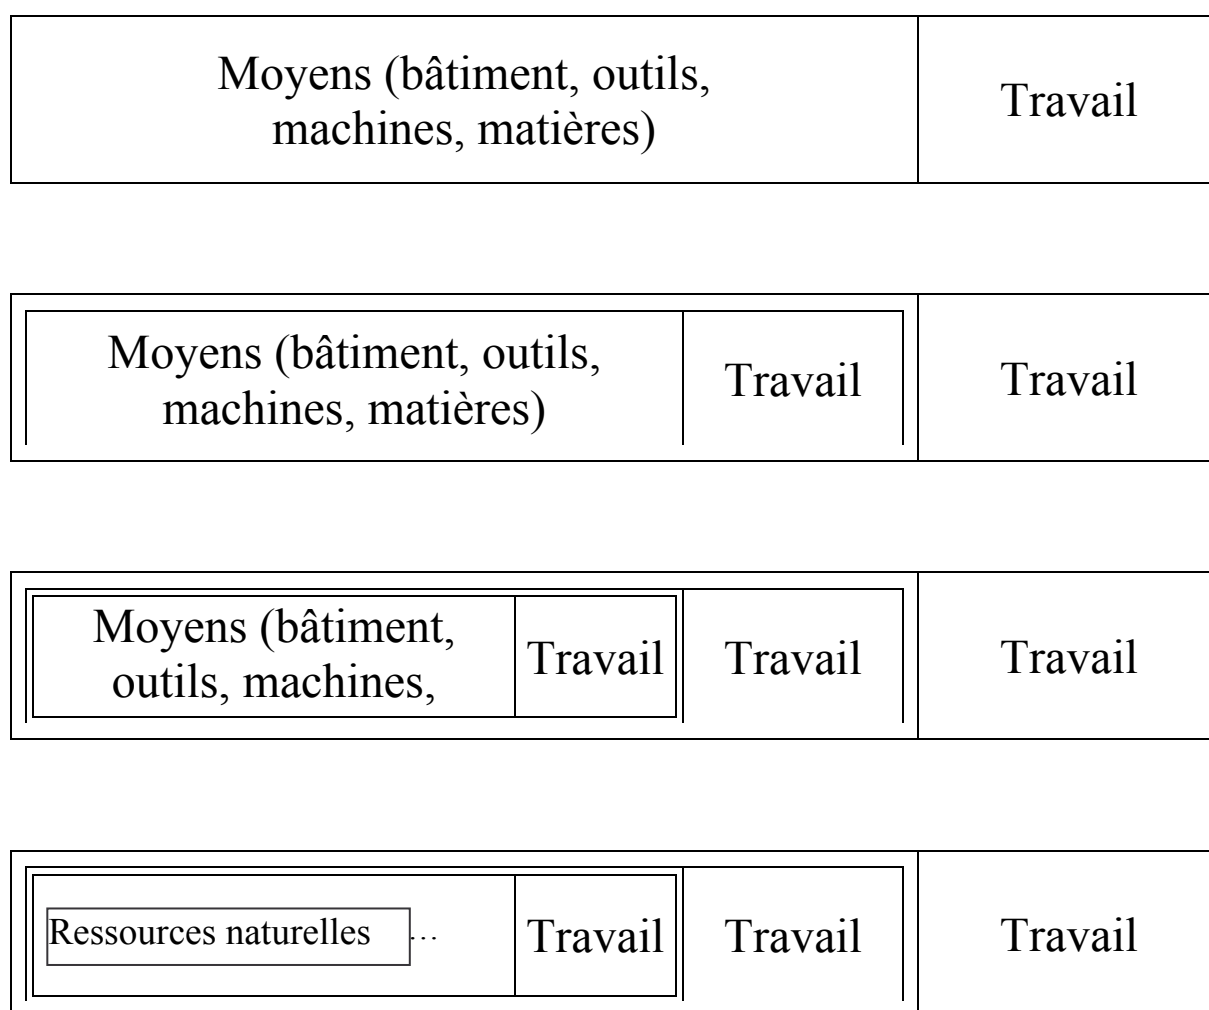 Moyens (bâtiment, outils,
machines, matières)
Travail
Moyens (bâtiment, outils,
machines, matières)
Travail
Travail
Moyens (bâtiment,
outils, machines,
Travail
Travail
Travail
Ressources naturelles
…
Travail
Travail
Travail